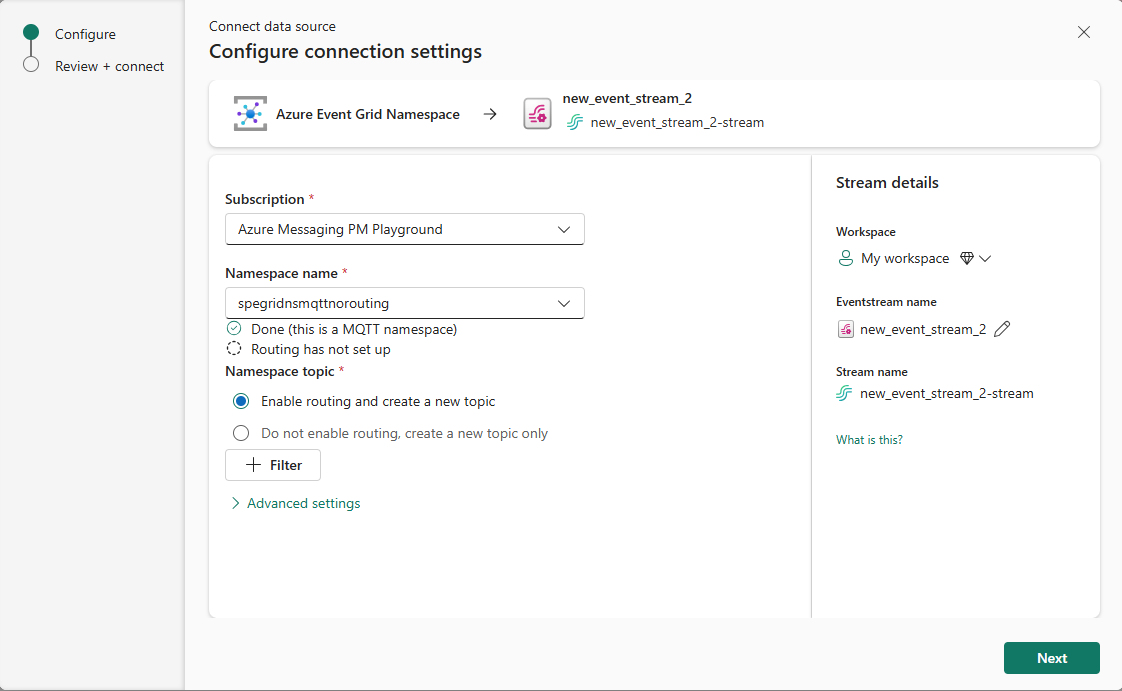 Configure
Review + connect
Connect data source
Configure connection settings
Azure Event Grid Namespace
new_event_stream_2
new_event_stream_2-stream
Subscription *
Azure Messaging PM Playground
Namespace name *
spegridnsmqttnorouting
Done (this is a MQTT namespace)
Routing has not set up
Namespace topic *
Enable routing and create a new topic
Do not enable routing, create a new topic only
Filter
Advanced settings
Stream details
Workspace
My workspace
Eventstream name
new_event_stream_2
Stream name
new_event_stream_2-stream
What is this?
Next